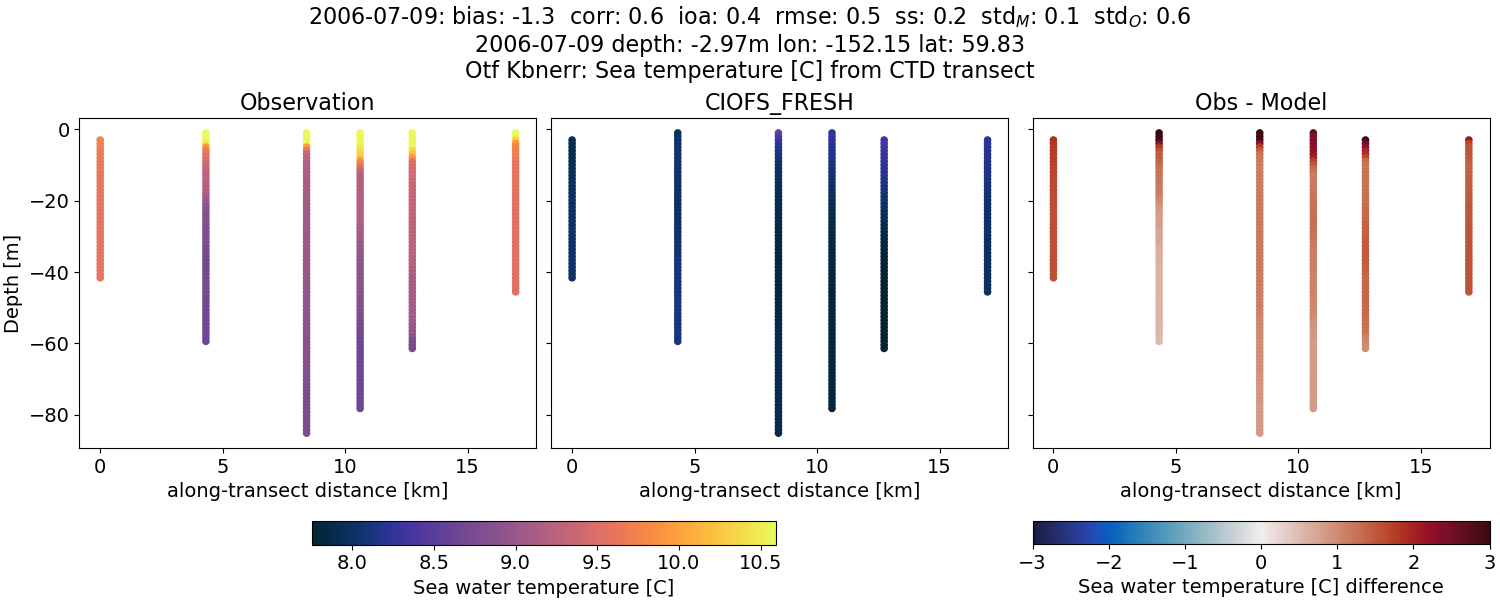 2006-07-09: bias: -1.3  corr: 0.6  ioa: 0.4  rmse: 0.5  ss: 0.2  std_M: 0.1  std_O: 0.6
2006-07-09 depth: -2.97m lon: -152.15 lat: 59.83
Otf Kbnerr: Sea temperature [C] from CTD transect
Observation
CIOFS_FRESH
Obs - Model
Depth [m]
0
−20
−40
−60
−80
0 5 10 15
0 5 10 15
0 5 10 15
along-transect distance [km]
along-transect distance [km]
along-transect distance [km]
8.0 8.5 9.0 9.5 10.0 10.5
Sea water temperature [C]
−3 −2 −1 0 1 2 3
Sea water temperature [C] difference